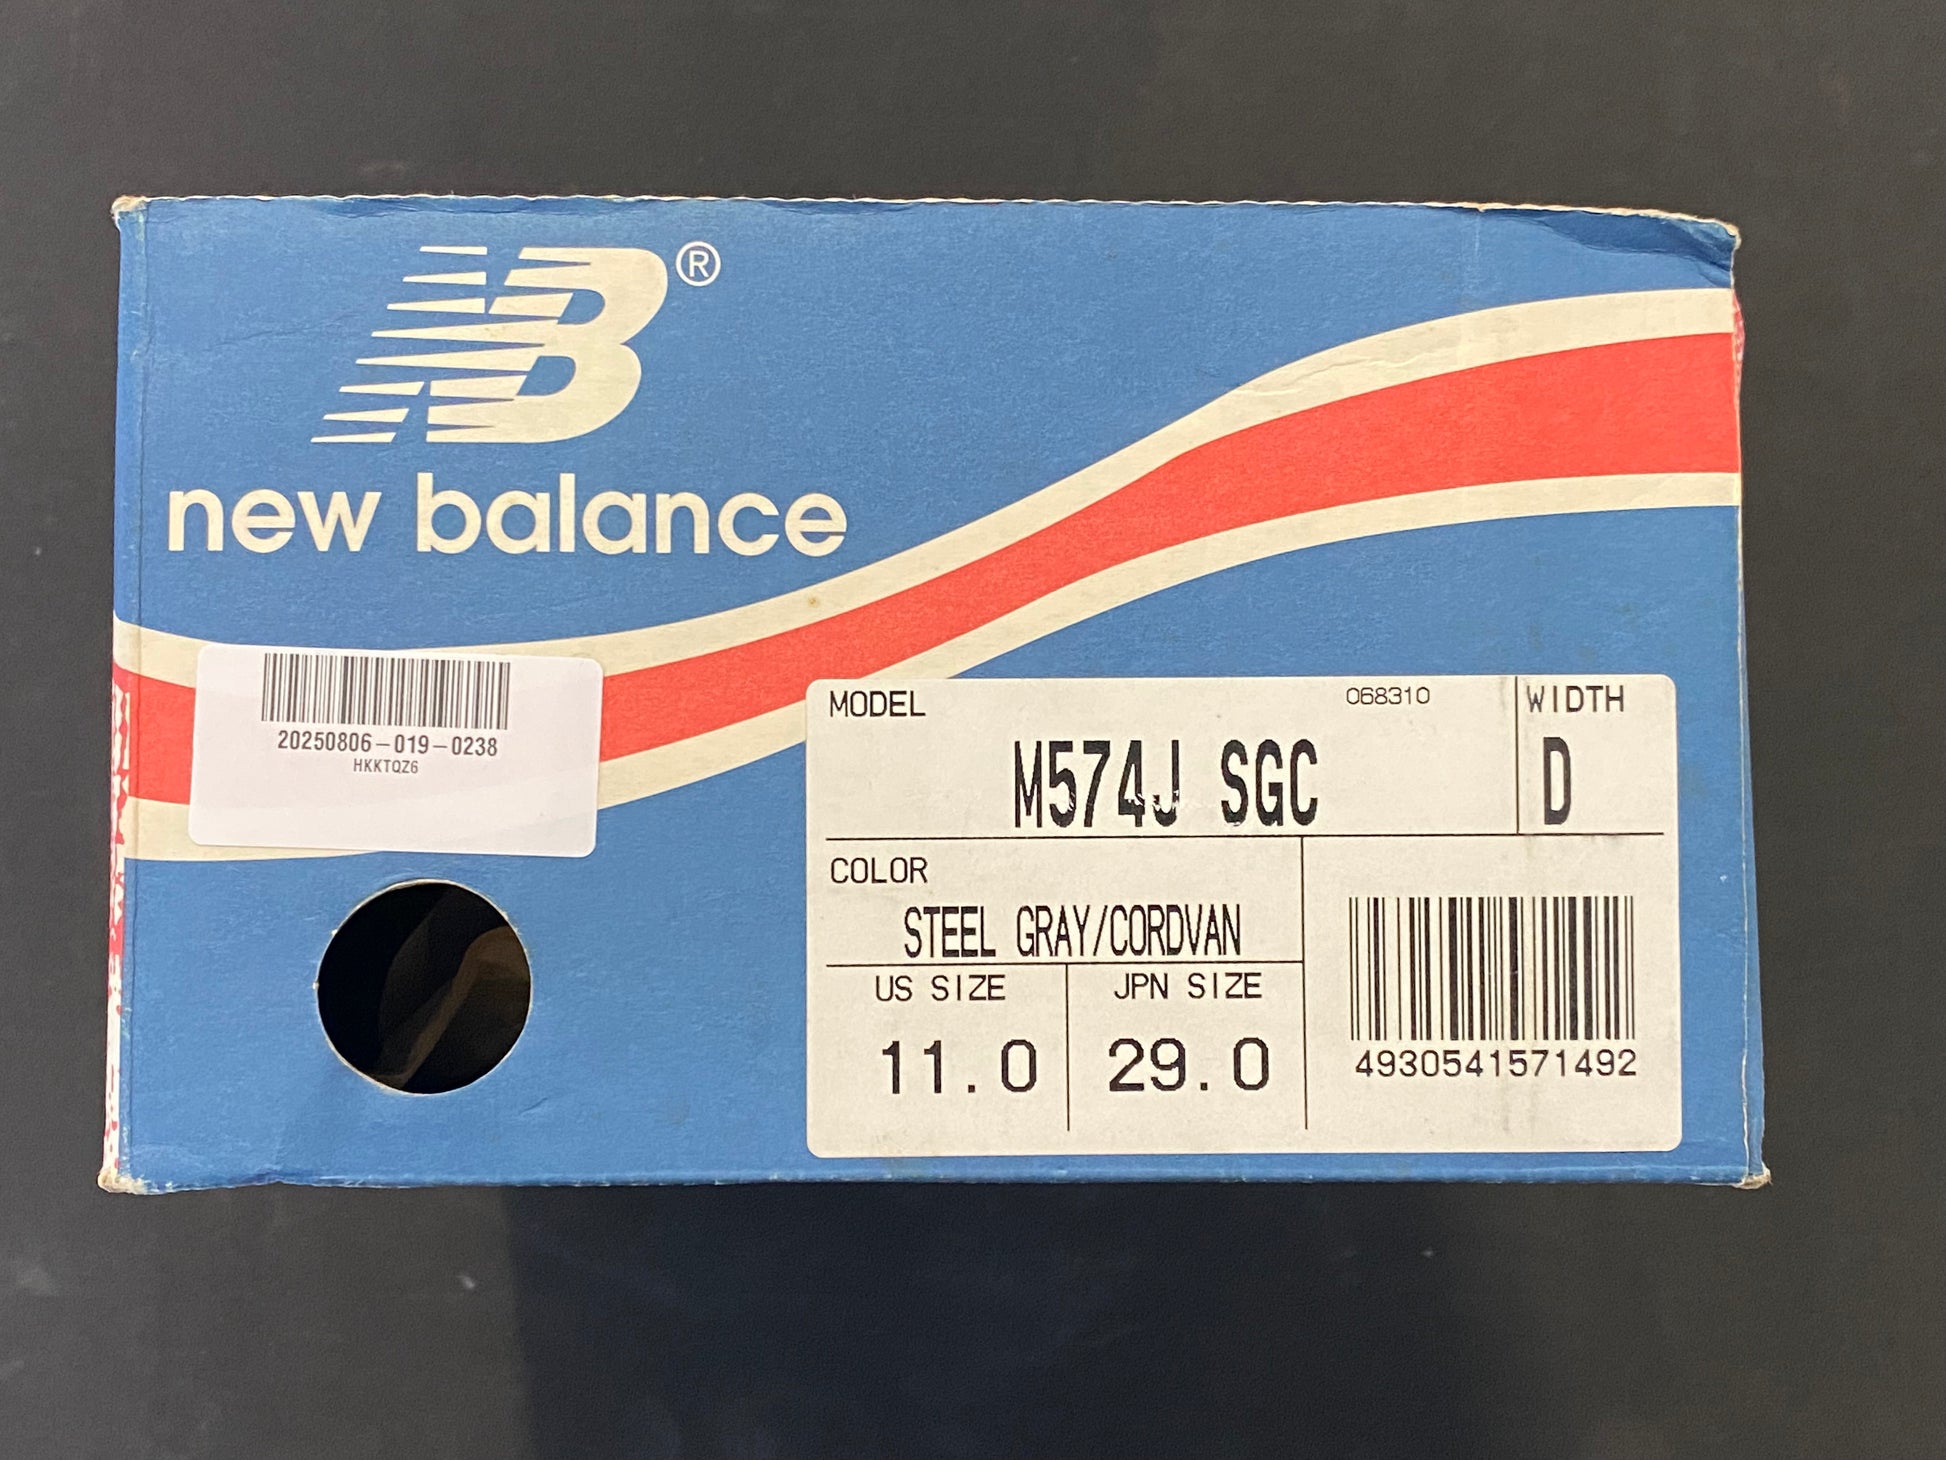 NB®
new balance
20250806-019-0238
HKKTQZ6
MODEL 068310 WIDTH
M574J SGC D
COLOR
STEEL GRAY/CORDVAN
US SIZE JPN SIZE
11.0 29.0
4930541571492